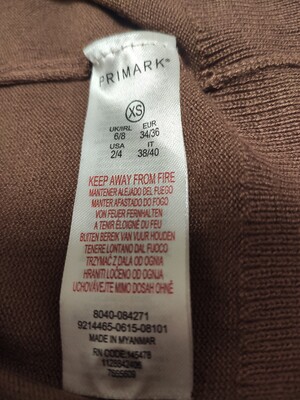 PRIMARK®
XS
UK/IRL EUR
6/8 34/36
USA IT
2/4 38/40
KEEP AWAY FROM FIRE
MANTENER ALEJADO DEL FUEGO
MANTER AFASTADO DO FOGO
VON FEUER FERNHALTEN
A TENIR ÉLOIGNÉ DU FEU
BUITEN BEREIK VAN VUUR HOUDEN
TENERE LONTANO DAL FUOCO
TRZYMAĆ Z DALA OD OGNIA
HRANITI LOČENO OD OGNJA
UCHOVÁVEJTE MIMO DOSAH OHNĚ
8040-084271
9214465-0615-08101
MADE IN MYANMAR
RN CODE:145478